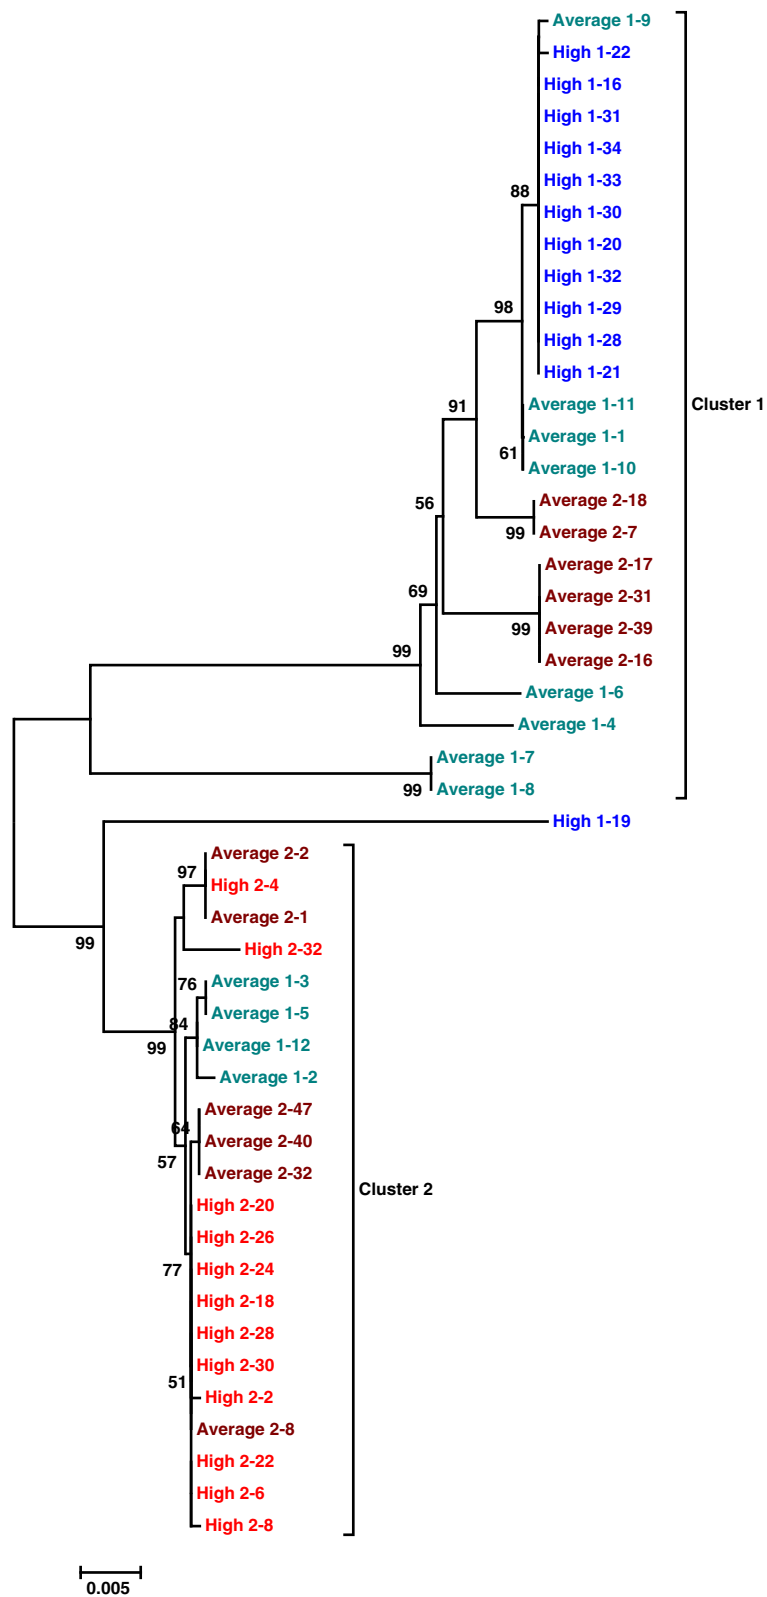 Average 1-9
High 1-22
High 1-16
High 1-31
High 1-34
High 1-33
88
High 1-30
High 1-20
High 1-32
98
High 1-29
High 1-28
High 1-21
91
Average 1-11
Cluster 1
Average 1-1
61
Average 1-10
56
Average 2-18
99
Average 2-7
Average 2-17
69
Average 2-31
99
Average 2-39
99
Average 2-16
Average 1-6
Average 1-4
Average 1-7
99
Average 1-8
High 1-19
Average 2-2
97
High 2-4
99
Average 2-1
High 2-32
76
Average 1-3
Average 1-5
84
99
Average 1-12
Average 1-2
Average 2-47
64
Average 2-40
57
Average 2-32
Cluster 2
High 2-20
High 2-26
77
High 2-24
High 2-18
High 2-28
High 2-30
51
High 2-2
Average 2-8
High 2-22
High 2-6
High 2-8
0.005